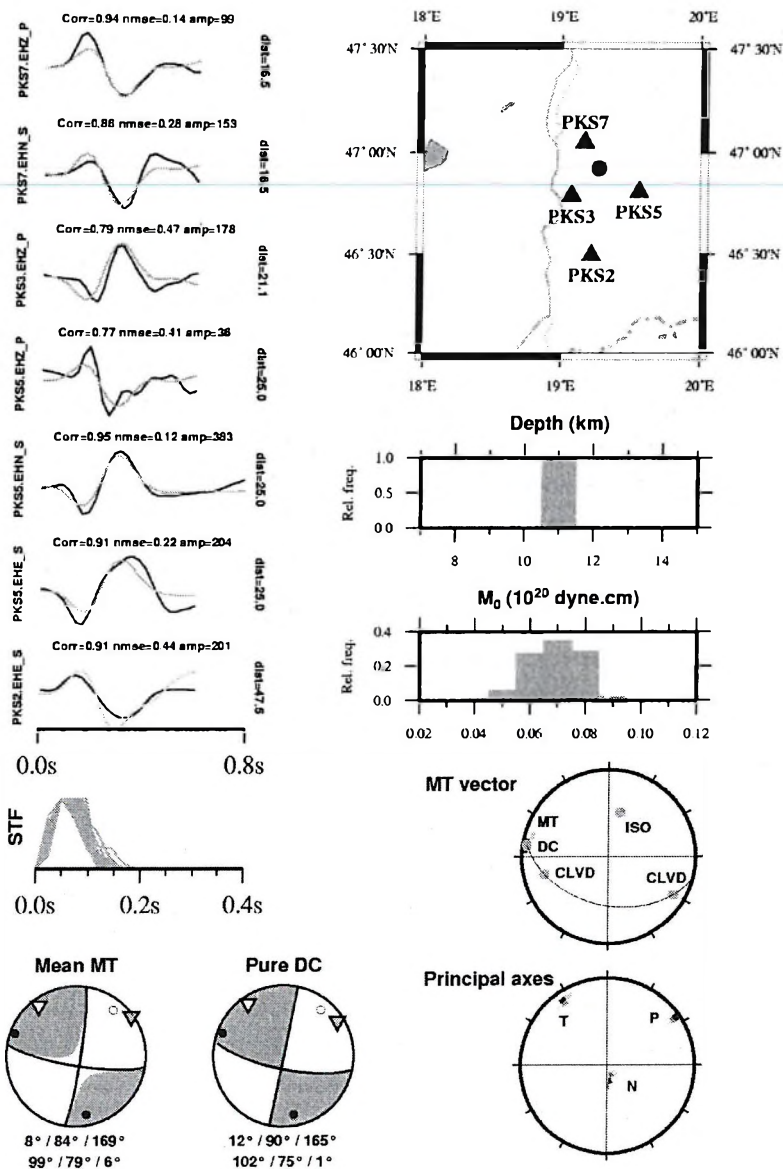 Corr=0.94 nmse=0.14 amp=99
PKS7.EHZ_P
dist=16.5
Corr=0.86 nmse=0.28 amp=153
PKS7.EHN_S
dist=16.5
Corr=0.79 nmse=0.47 amp=178
PKS3.EHZ_P
dist=21.1
Corr=0.77 nmse=0.41 amp=36
PKS5.EHZ_P
dist=25.0
Corr=0.95 nmse=0.12 amp=383
PKS5.EHN_S
dist=25.0
Corr=0.91 nmse=0.22 amp=204
PKS5.EHE_S
dist=25.0
Corr=0.91 nmse=0.44 amp=201
PKS2.EHE_S
dist=47.5
0.0s 0.8s
STF
0.0s 0.2s 0.4s
18°E 19°E 20°E
47°30'N 47°30'N
PKS7
47°00'N 47°00'N
PKS3 PKS5
46°30'N 46°30'N
PKS2
46°00'N 46°00'N
18°E 19°E 20°E
Depth (km)
Rel. freq.
1.0
0.5
0.0
8 10 12 14
M₀ (10²⁰ dyne.cm)
Rel. freq.
0.4
0.2
0.0
0.02 0.04 0.06 0.08 0.10 0.12
MT vector
MT
ISO
DC
CLVD
CLVD
Mean MT
8°/84°/169°
99°/79°/6°
Pure DC
12°/90°/165°
102°/75°/1°
Principal axes
T
P
N